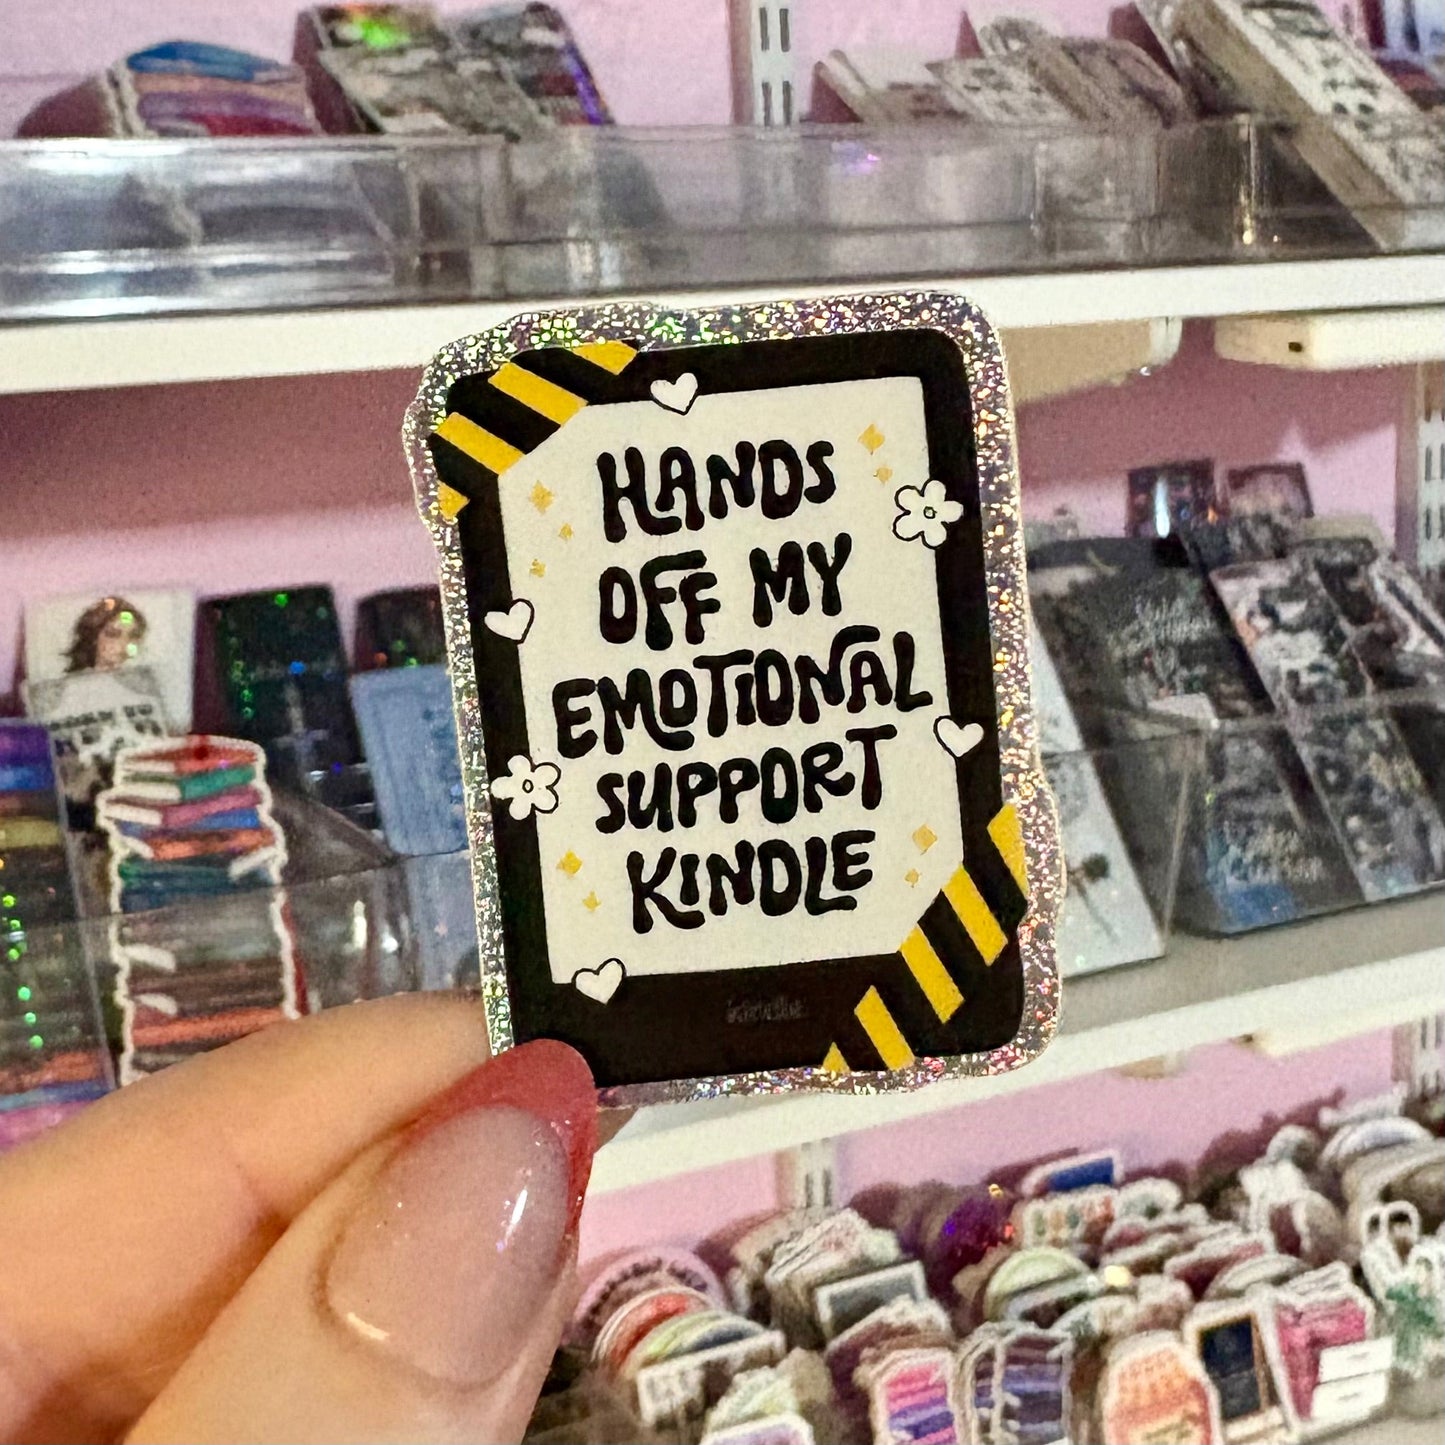 HANDS
OFF MY
EMOTIONAL
SUPPORT
KINDLE